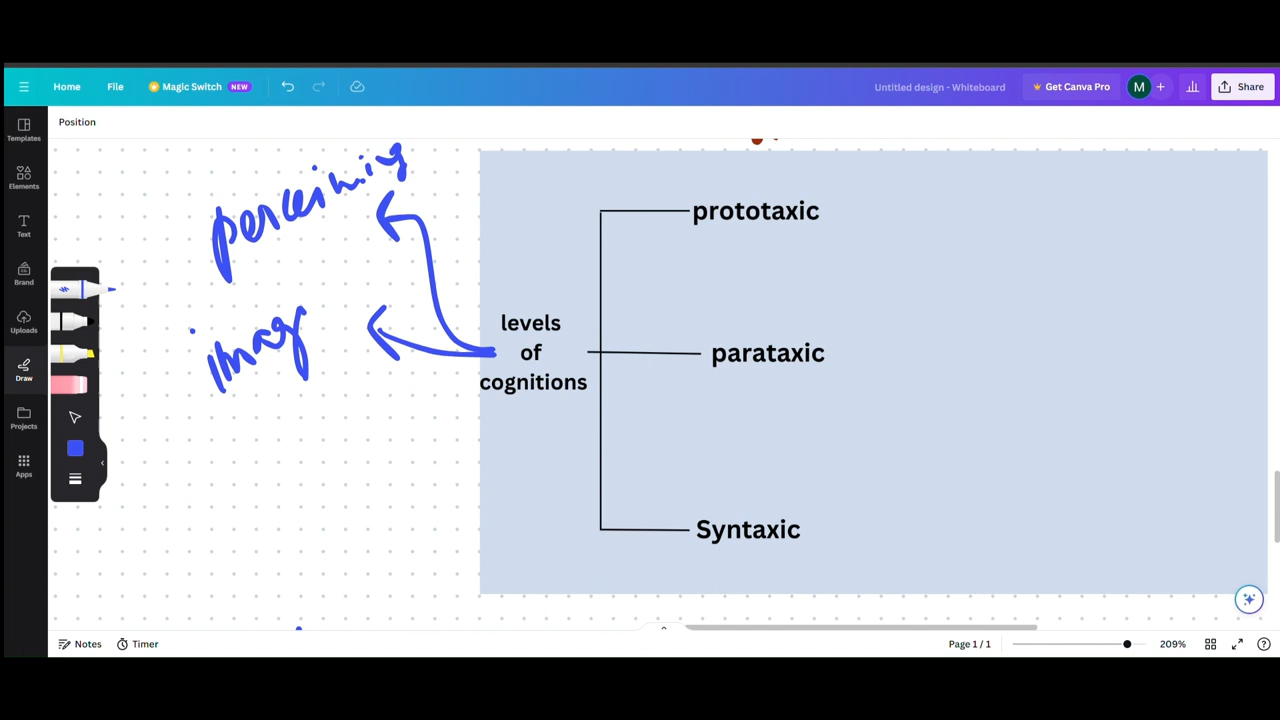 Home File Magic Switch NEW Untitled design - Whiteboard Get Canva Pro M + Share
Position
Templates
Elements
Text
Brand
Uploads
Draw
Projects
Apps
perceiving
imag
levels
of
cognitions
prototaxic
parataxic
Syntaxic
Notes Timer Page 1 / 1 209%